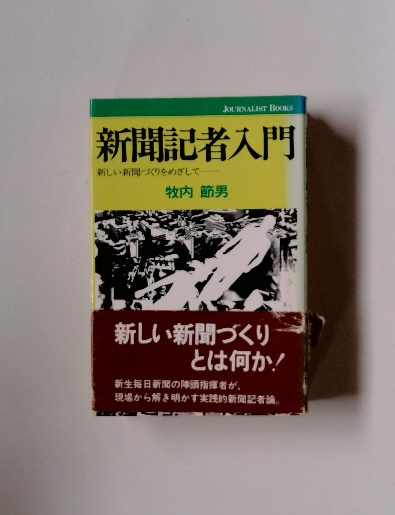 JOURNALIST BOOKS
新聞記者入門
新しい新聞づくりをめざして──
牧内 節男
新しい新聞づくり
とは何か!
新生毎日新聞の陣頭指揮者が、
現場から解き明かす実践的新聞記者論。